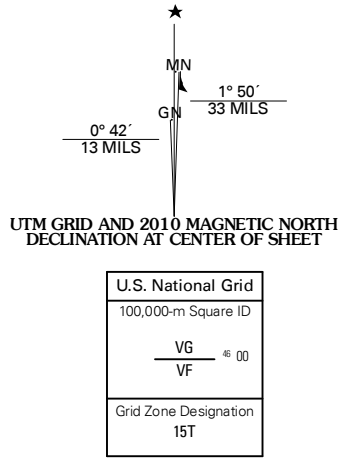 ★
MN
1° 50´
33 MILS
GN
0° 42´
13 MILS
UTM GRID AND 2010 MAGNETIC NORTH
DECLINATION AT CENTER OF SHEET
U.S. National Grid
100,000-m Square ID
VG
46 00
VF
Grid Zone Designation
15T